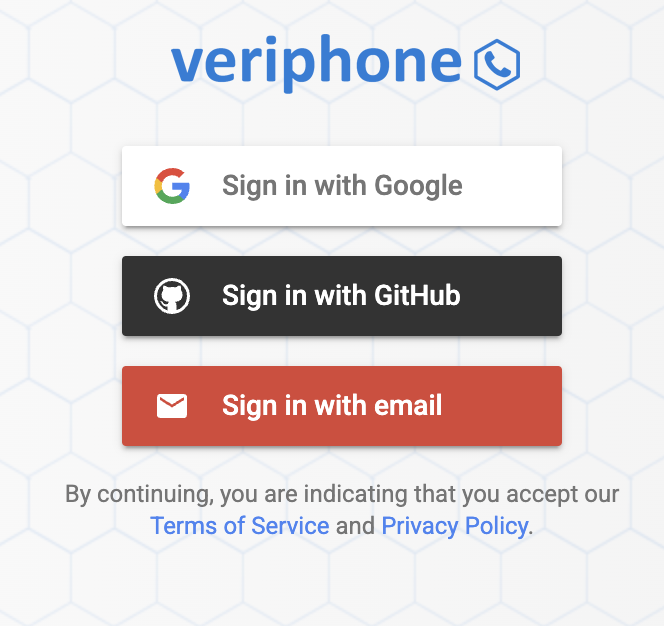 veriphone
Sign in with Google
Sign in with GitHub
Sign in with email
By continuing, you are indicating that you accept our
Terms of Service and Privacy Policy.